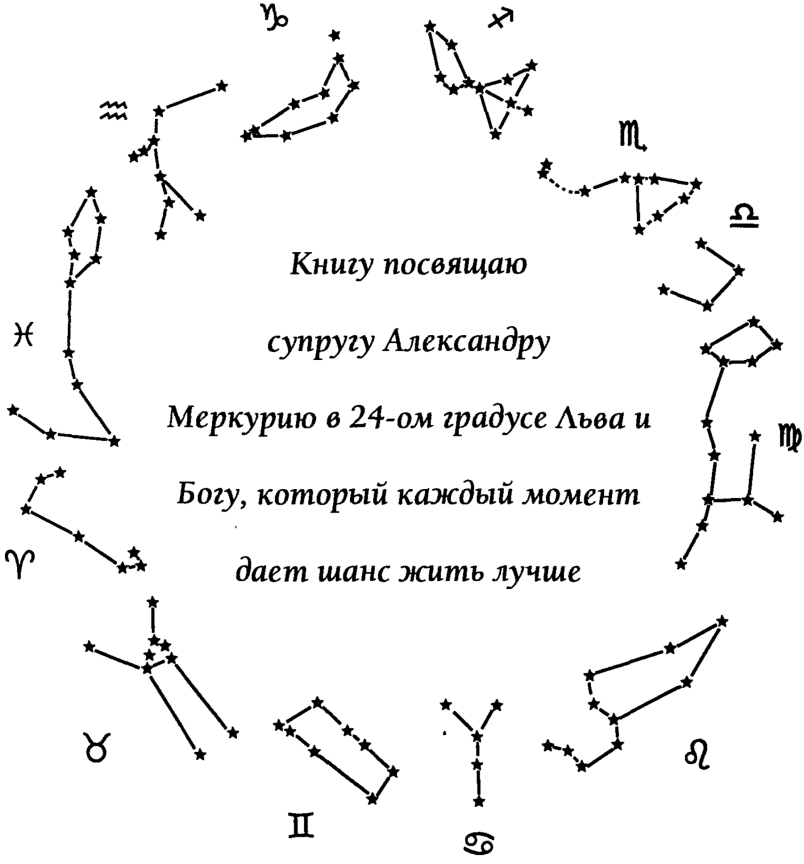 Книгу посвящаю
супругу Александру
Меркурию в 24-ом градусе Льва и
Богу, который каждый момент
дает шанс жить лучше